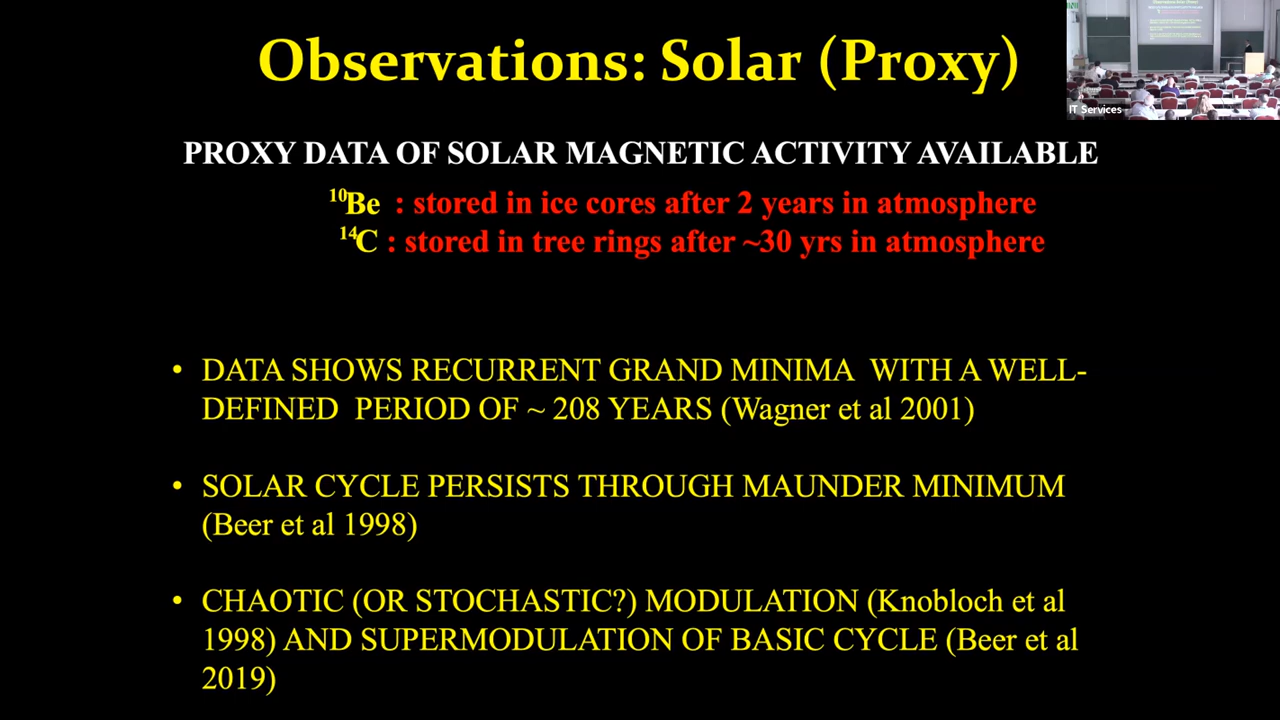 Observations: Solar (Proxy)
IT Services
PROXY DATA OF SOLAR MAGNETIC ACTIVITY AVAILABLE
¹⁰Be : stored in ice cores after 2 years in atmosphere
¹⁴C : stored in tree rings after ~30 yrs in atmosphere
• DATA SHOWS RECURRENT GRAND MINIMA WITH A WELL-
DEFINED PERIOD OF ~ 208 YEARS (Wagner et al 2001)
• SOLAR CYCLE PERSISTS THROUGH MAUNDER MINIMUM
(Beer et al 1998)
• CHAOTIC (OR STOCHASTIC?) MODULATION (Knobloch et al
1998) AND SUPERMODULATION OF BASIC CYCLE (Beer et al
2019)